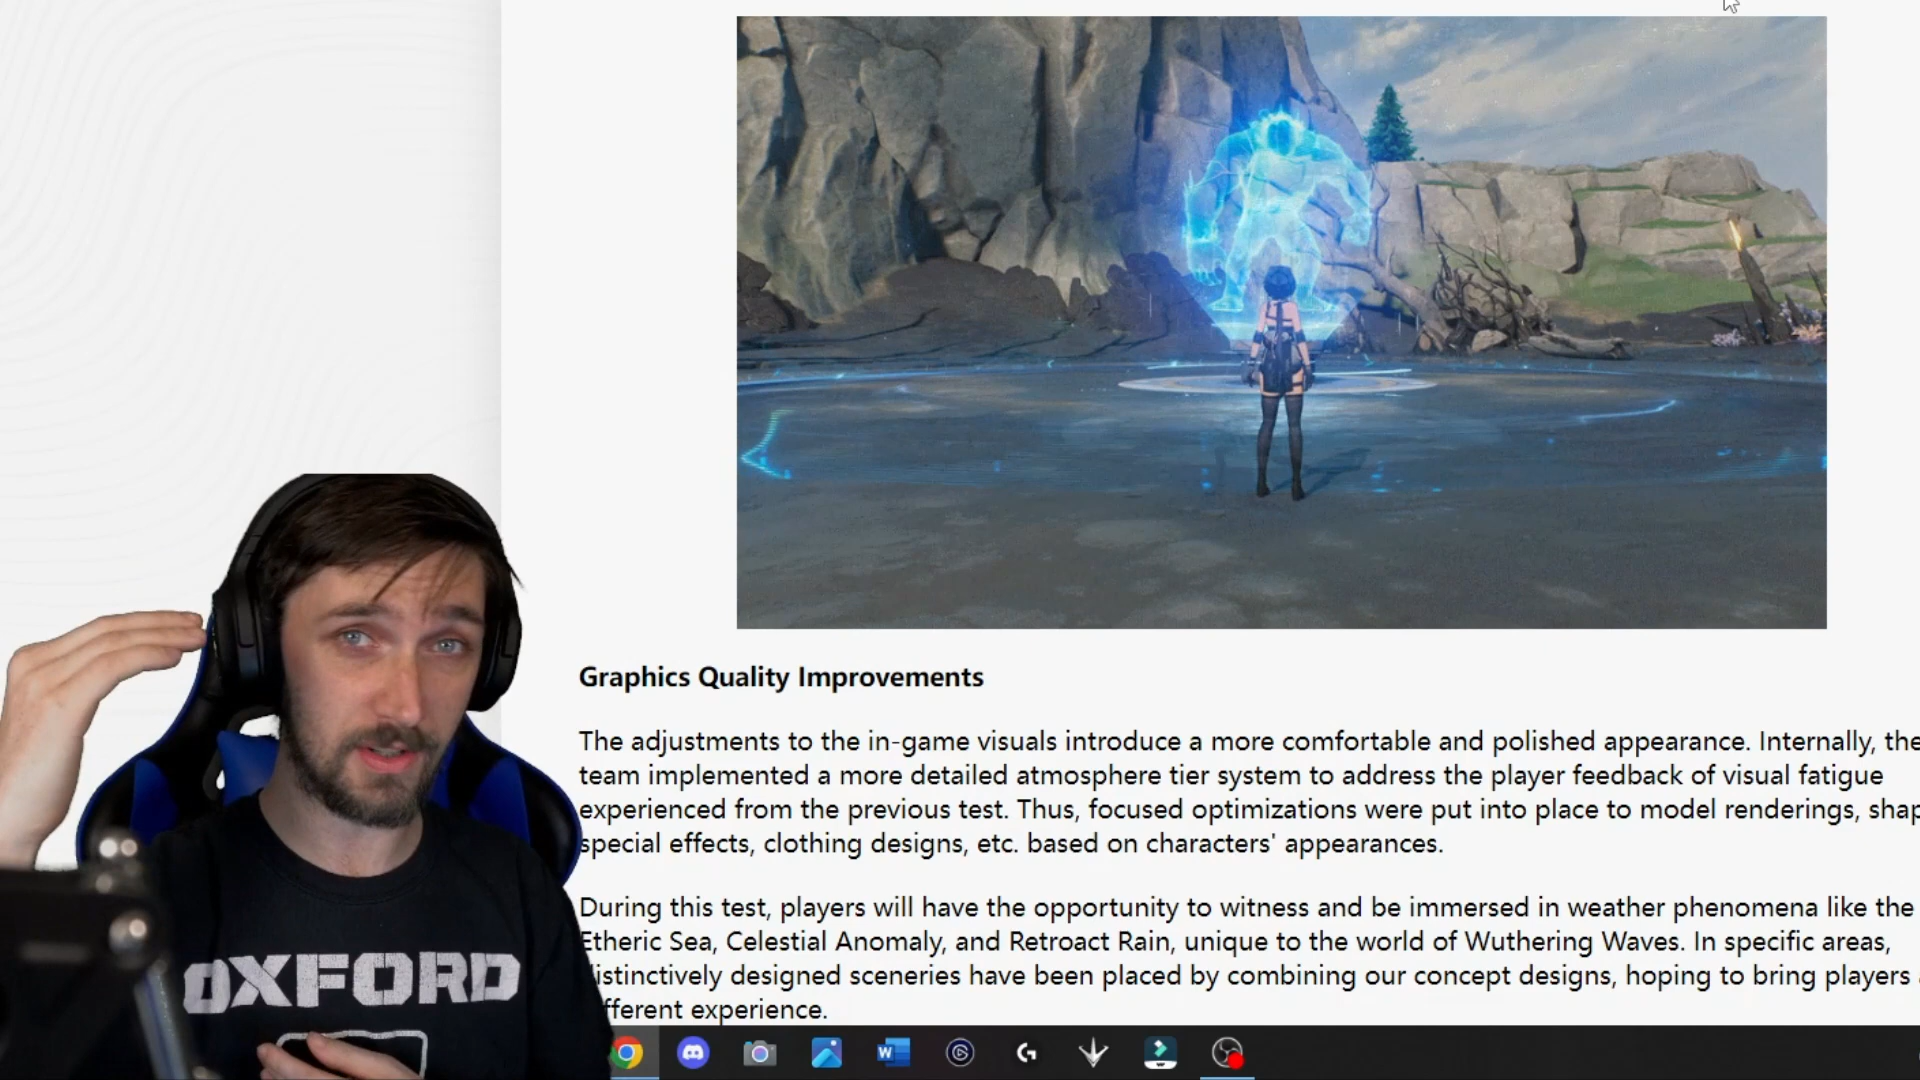 Graphics Quality Improvements
The adjustments to the in-game visuals introduce a more comfortable and polished appearance. Internally, the
team implemented a more detailed atmosphere tier system to address the player feedback of visual fatigue
experienced from the previous test. Thus, focused optimizations were put into place to model renderings,
special effects, clothing designs, etc. based on characters' appearances.
During this test, players will have the opportunity to witness and be immersed in weather phenomena like the
Etheric Sea, Celestial Anomaly, and Retroact Rain, unique to the world of Wuthering Waves. In specific areas,
designed sceneries have been placed by combining our concept designs, hoping to bring players
experience.
OXFORD